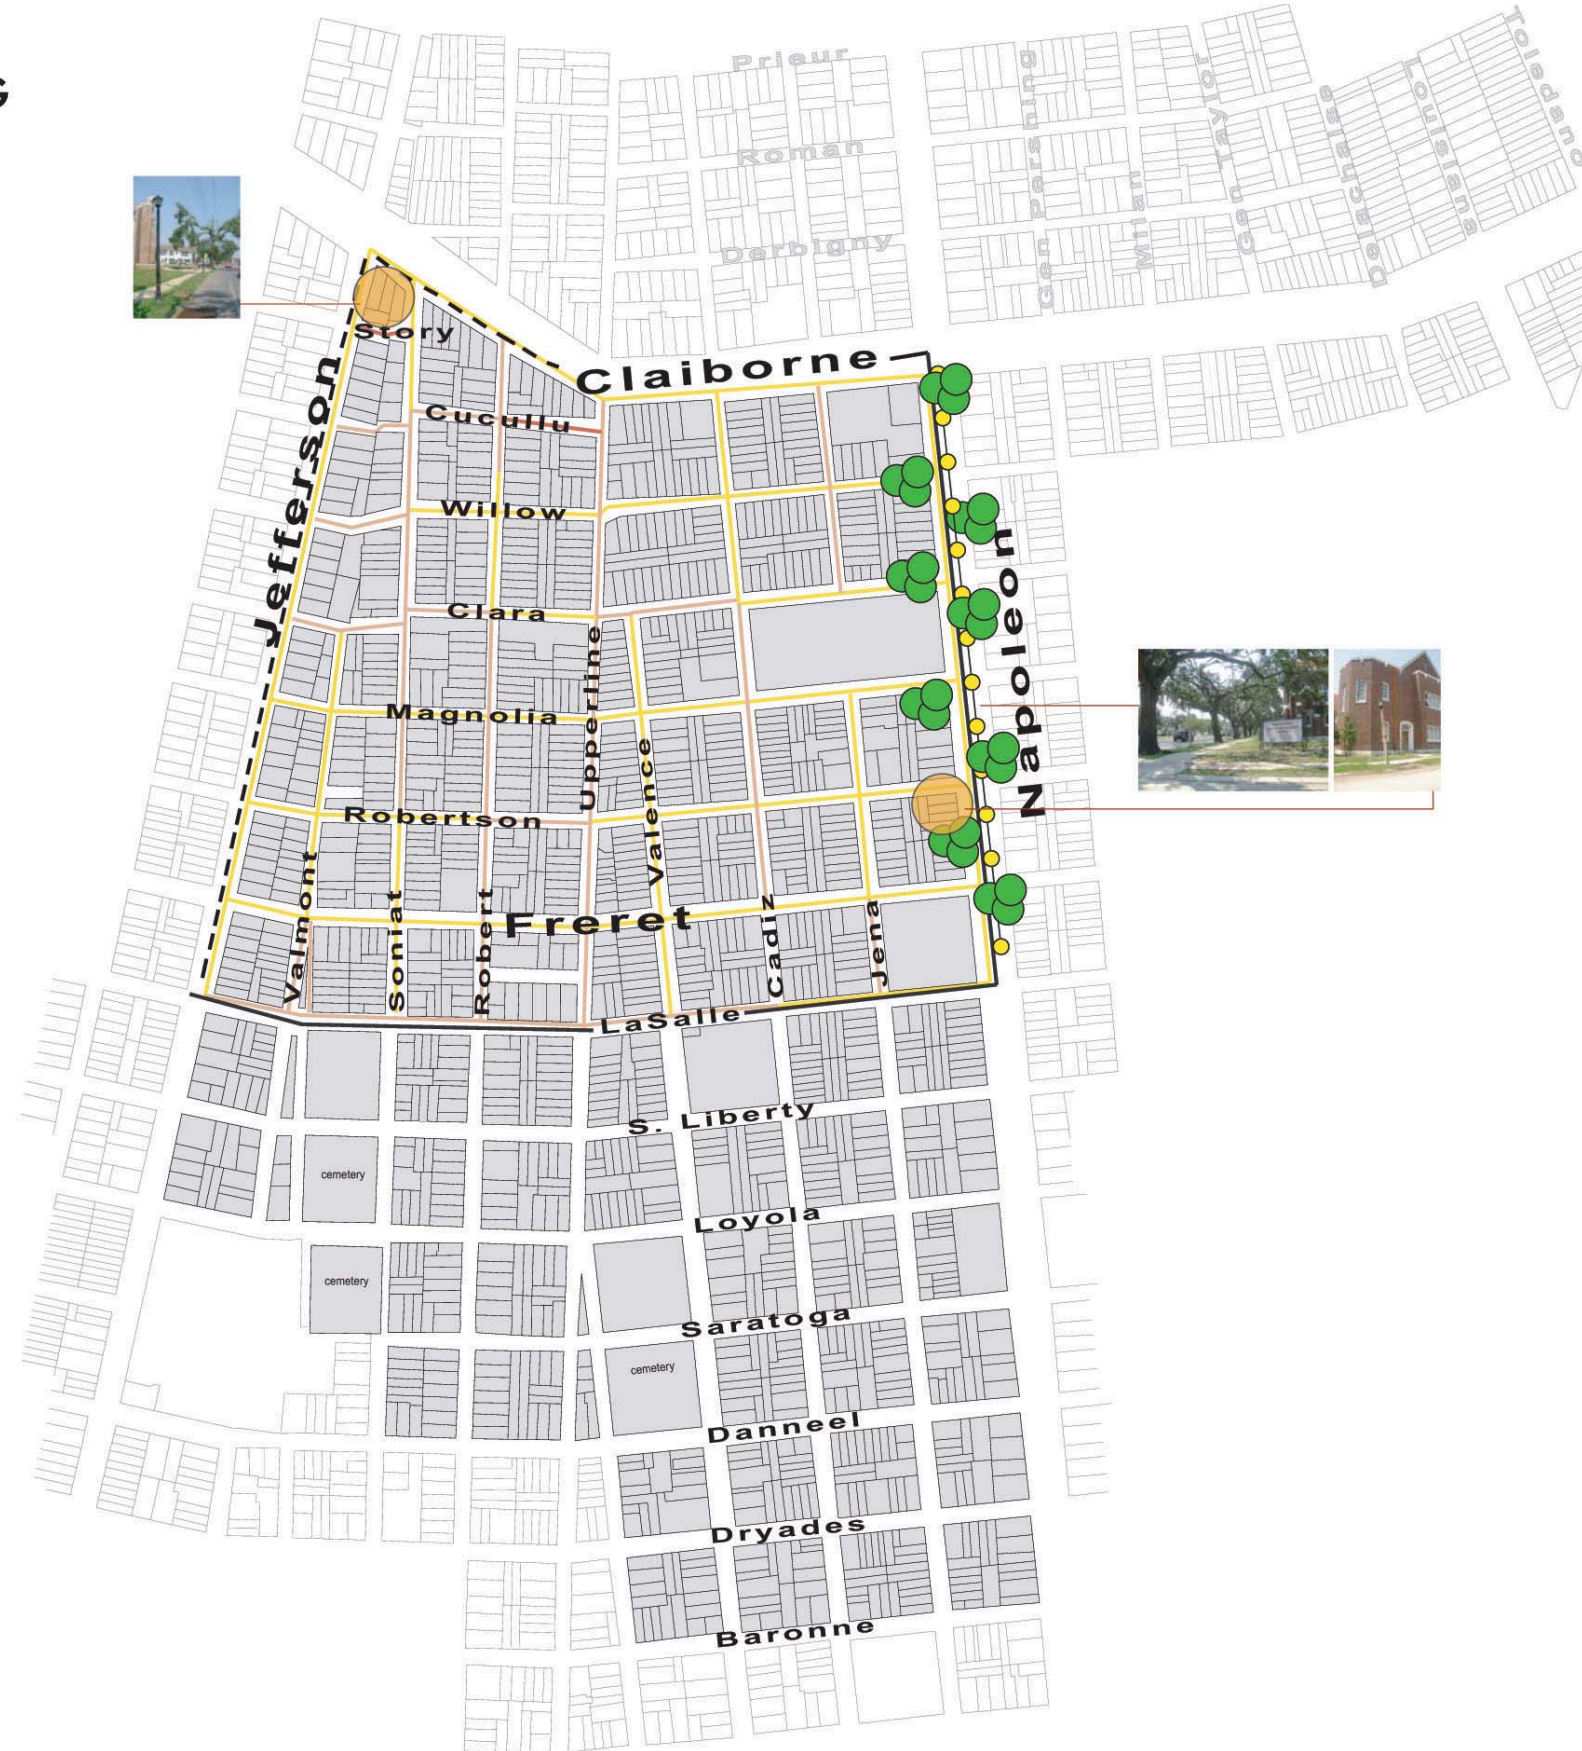 G
Prieur
Roman
Derbigny
Gen Pershing
Milan
Gen Taylor
Delachaise
Louisiana
Toledano
Story
Claiborne
Cucullu
Jefferson
Willow
Clara
Napoleon
Upperline
Magnolia
Valence
Robertson
Valmont
Soniat
Robert
Freret
Cadiz
Jena
LaSalle
S. Liberty
cemetery
Loyola
cemetery
Saratoga
cemetery
Danneel
Dryades
Baronne